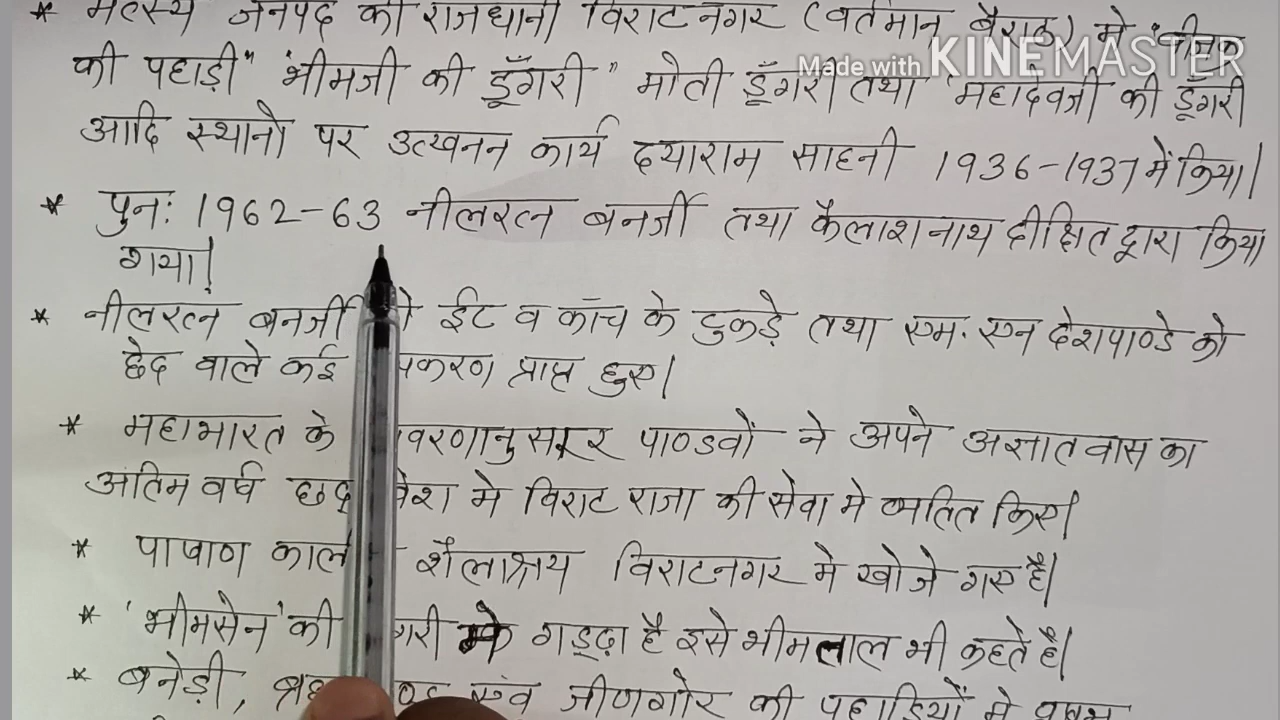 * मत्स्य जनपद की राजधानी विराटनगर (वर्तमान बैराठ) मे "बीजक
Made with KINEMASTER
की पहाड़ी" "भीमजी की डूँगरी" मोती डूँगरी तथा 'महादेवजी की डूँगरी
आदि स्थानो पर उत्खनन कार्य दयाराम साहनी 1936-1937 में किया|
* पुनः 1962-63 नीलरत्न बनर्जी तथा कैलाशनाथ दीक्षित द्वारा किया
गया|
* नीलरत्न बनर्जी ईट व काँच के टुकड़े तथा एम. एन देशपाण्डे को
छेद वाले कई प्राप्त हुए|
* महाभारत के पाण्डवों ने अपने अज्ञातवास का
अंतिम वर्ष मे विराट राजा की सेवा मे व्यतित किए|
* पाषाण काल शैलाश्रय विराटनगर मे खोजे गए है|
* 'भीमसेन' की गड्ढा है इसे भीमलाल भी कहते है|
* बनेड़ी, एवं जीणगोर की पहाड़ियों मे